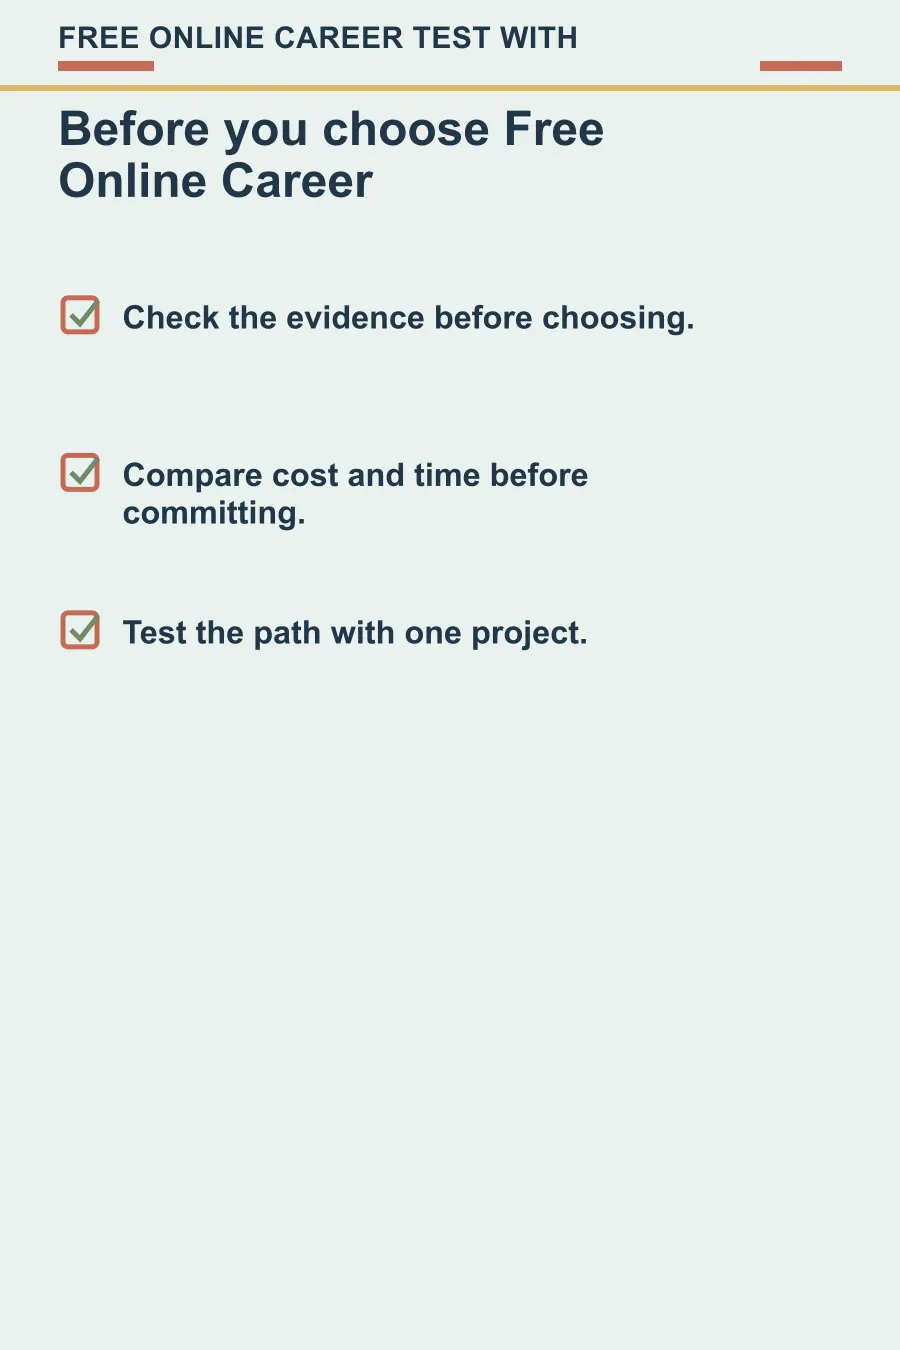 FREE ONLINE CAREER TEST WITH
Before you choose Free
Online Career
Check the evidence before choosing.
Compare cost and time before
committing.
Test the path with one project.